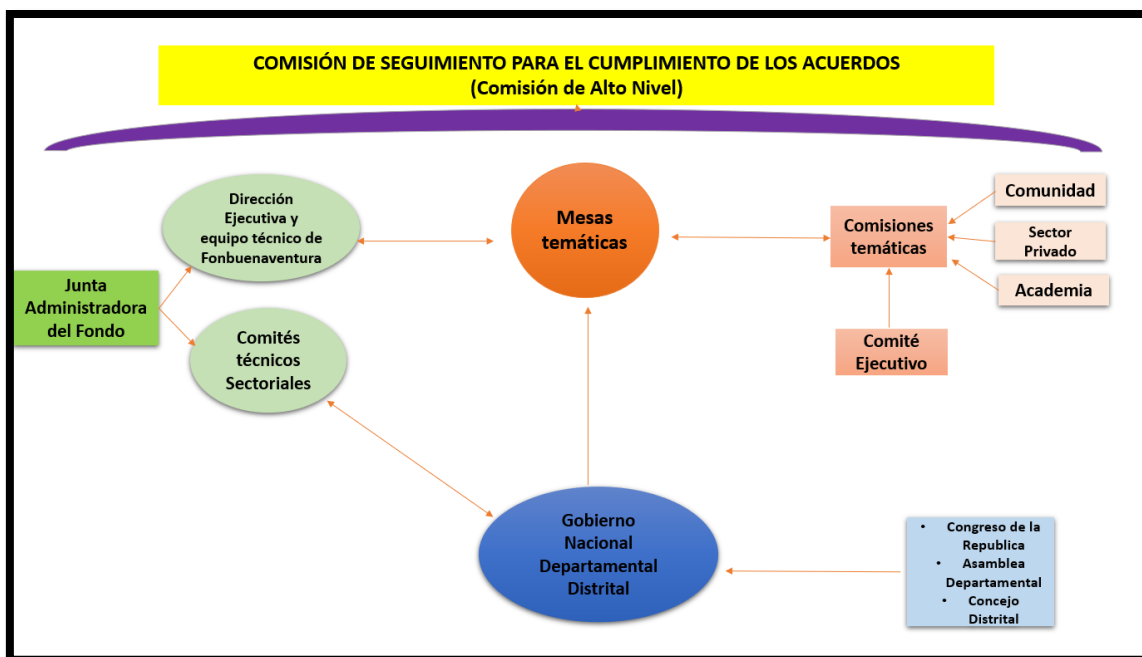 COMISIÓN DE SEGUIMIENTO PARA EL CUMPLIMIENTO DE LOS ACUERDOS
(Comisión de Alto Nivel)
Dirección
Ejecutiva y
equipo técnico de
Fonbuenaventura
Mesas
temáticas
Comisiones
temáticas
Comunidad
Sector
Privado
Academia
Junta
Administradora
del Fondo
Comités
técnicos
Sectoriales
Comité
Ejecutivo
Gobierno
Nacional
Departamental
Distrital
• Congreso de la
Republica
• Asamblea
Departamental
• Concejo
Distrital